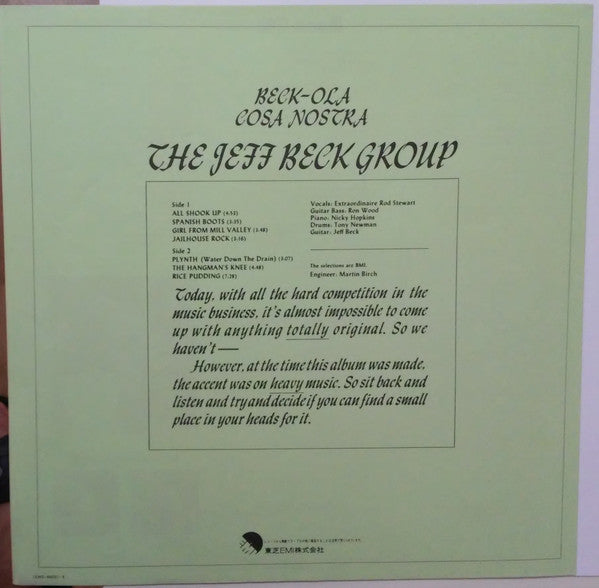 BECK-OLA
COSA NOSTRA
THE JEFF BECK GROUP
Side 1
ALL SHOOK UP (4.53)
SPANISH BOOTS (3.35)
GIRL FROM MILL VALLEY (3.48)
JAILHOUSE ROCK (3.16)
Side 2
PLYNTH (Water Down The Drain) (3.07)
THE HANGMAN'S KNEE (4.48)
RICE PUDDING (7.28)
Vocals: Extraordinaire Rod Stewart
Guitar Bass: Ron Wood
Piano: Nicky Hopkins
Drums: Tony Newman
Guitar: Jeff Beck
The selections are BMI.
Engineer: Martin Birch
Today, with all the hard competition in the
music business, it's almost impossible to come
up with anything totally original. So we
haven't—
However, at the time this album was made,
the accent was on heavy music. So sit back and
listen and try and decide if you can find a small
place in your heads for it.
東芝EMI株式会社